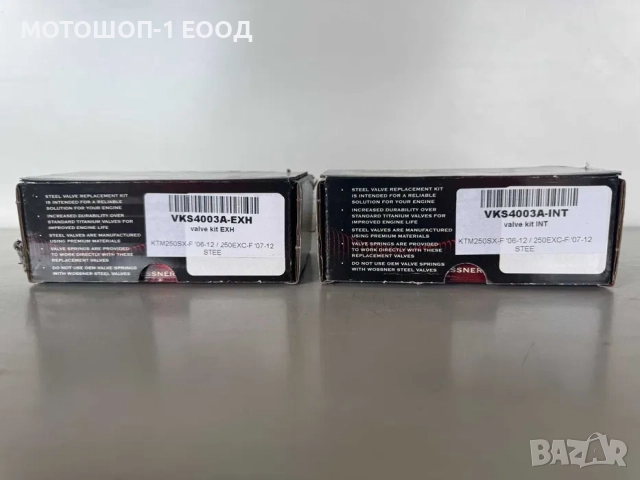 МОТОШОП-1 ЕООД
STEEL VALVE REPLACEMENT KIT
IS INTENDED FOR A RELIABLE
SOLUTION FOR YOUR ENGINE
INCREASED DURABILITY OVER
STANDARD TITANIUM VALVES FOR
IMPROVED ENGINE LIFE
STEEL VALVES ARE MANUFACTURED
USING PREMIUM MATERIALS
VALVE SPRINGS ARE PROVIDED
TO WORK DIRECTLY WITH THESE
REPLACEMENT VALVES
DO NOT USE OEM VALVE SPRINGS
WITH WOSSNER STEEL VALVES
VKS4003A-EXH
valve kit EXH
KTM250SX-F '06-12 / 250EXC-F '07-12
STEE
SSNER
STEEL VALVE REPLACEMENT KIT
IS INTENDED FOR A RELIABLE
SOLUTION FOR YOUR ENGINE
INCREASED DURABILITY OVER
STANDARD TITANIUM VALVES FOR
IMPROVED ENGINE LIFE
STEEL VALVES ARE MANUFACTURED
USING PREMIUM MATERIALS
VALVE SPRINGS ARE PROVIDED
TO WORK DIRECTLY WITH THESE
REPLACEMENT VALVES
DO NOT USE OEM VALVE SPRINGS
WITH WOSSNER STEEL VALVES
VKS4003A-INT
valve kit INT
KTM250SX-F '06-12 / 250EXC-F '07-12
STEE
SSNER
BAZAR